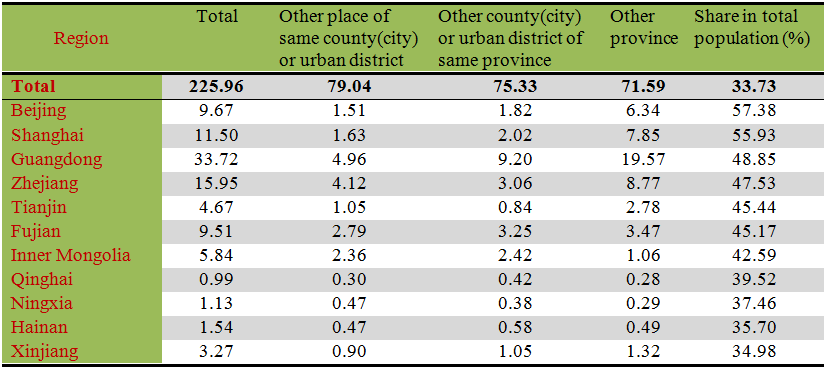 Region Total Other place of same county(city) or urban district Other county(city) or urban district of same province Other province Share in total population (%)
Total 225.96 79.04 75.33 71.59 33.73
Beijing 9.67 1.51 1.82 6.34 57.38
Shanghai 11.50 1.63 2.02 7.85 55.93
Guangdong 33.72 4.96 9.20 19.57 48.85
Zhejiang 15.95 4.12 3.06 8.77 47.53
Tianjin 4.67 1.05 0.84 2.78 45.44
Fujian 9.51 2.79 3.25 3.47 45.17
Inner Mongolia 5.84 2.36 2.42 1.06 42.59
Qinghai 0.99 0.30 0.42 0.28 39.52
Ningxia 1.13 0.47 0.38 0.29 37.46
Hainan 1.54 0.47 0.58 0.49 35.70
Xinjiang 3.27 0.90 1.05 1.32 34.98